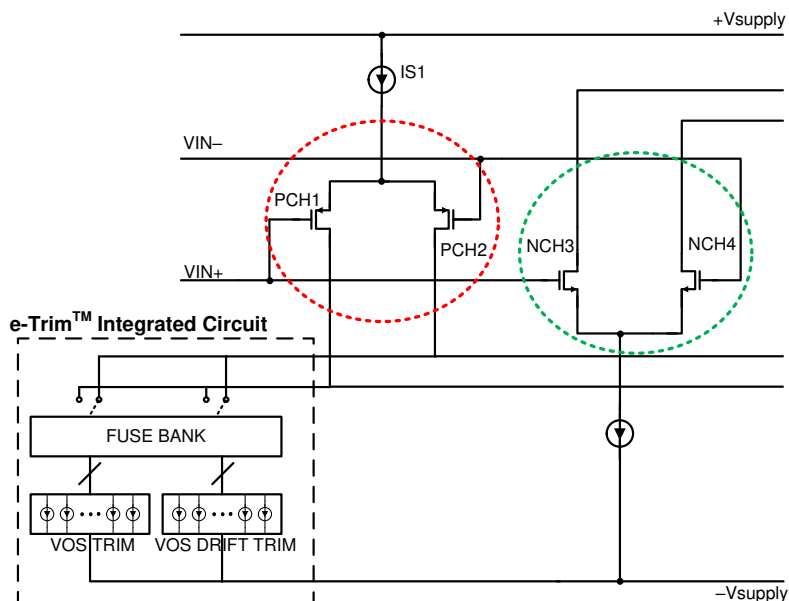 +Vsupply
IS1
VIN–
PCH1
PCH2
NCH3
NCH4
VIN+
e-Trim™ Integrated Circuit
FUSE BANK
VOS TRIM
VOS DRIFT TRIM
–Vsupply